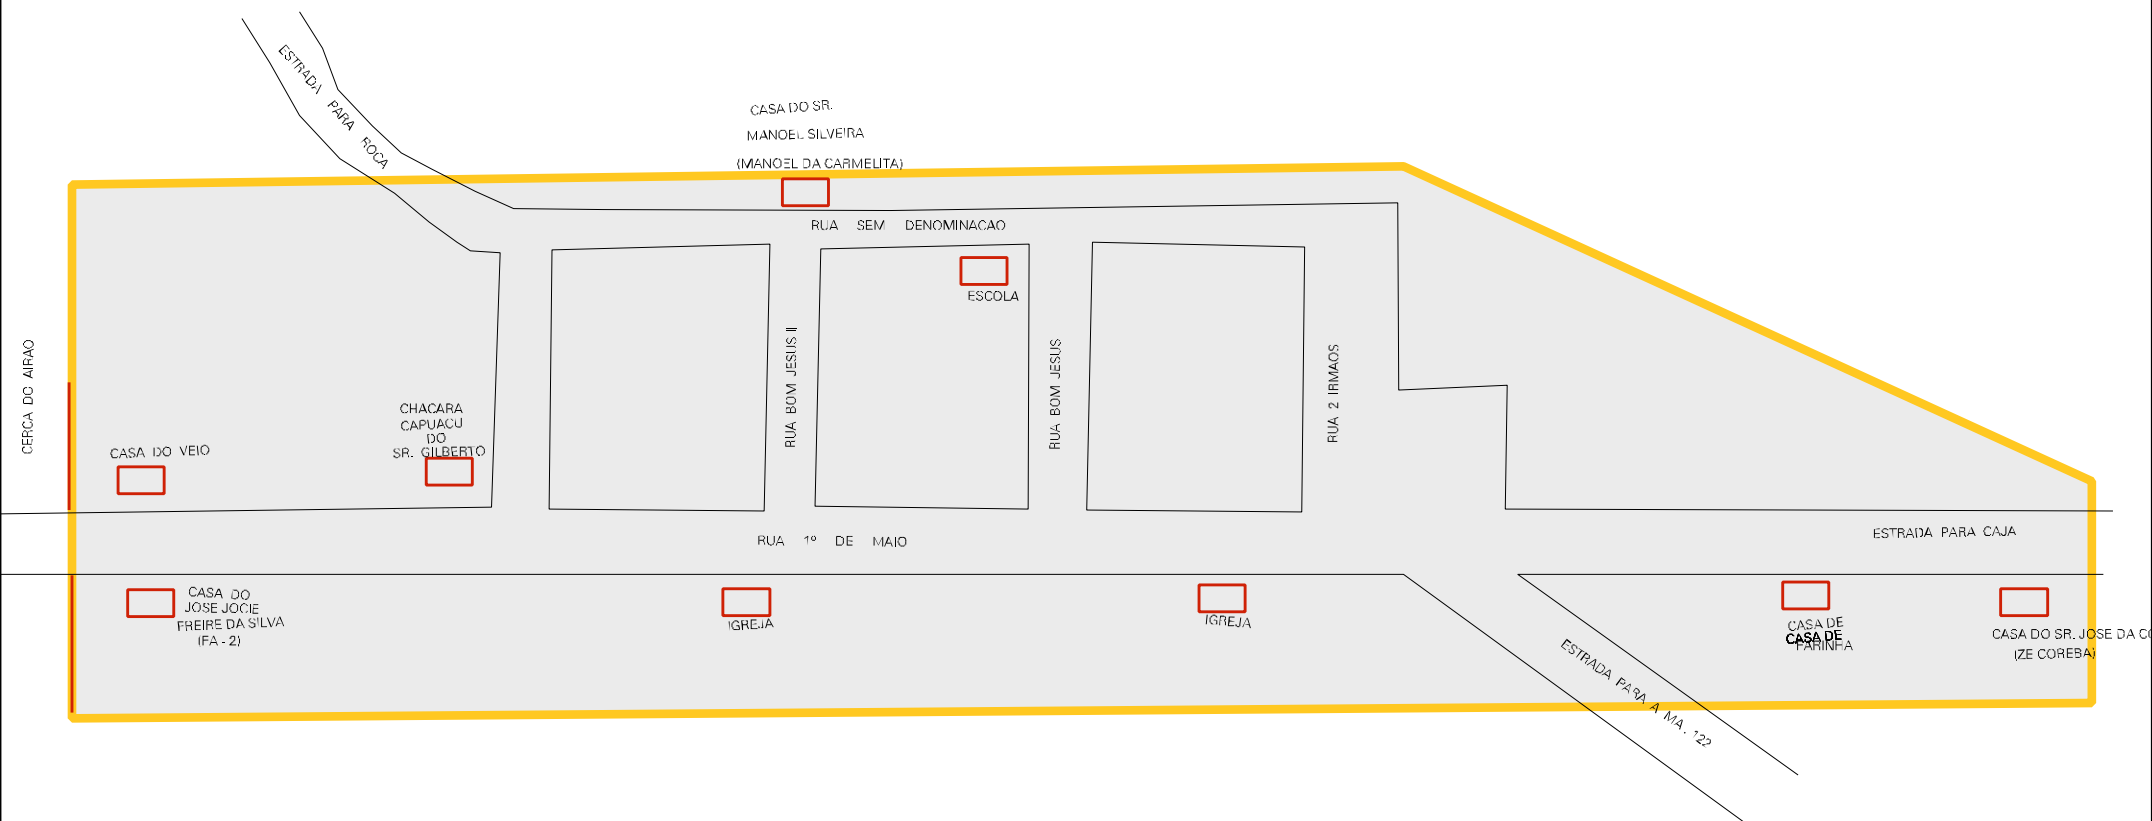 ESTRADA PARA ROCA
CASA DO SR.
MANOEL SILVEIRA
(MANOEL DA CARMELITA)
RUA SEM DENOMINACAO
ESCOLA
CERCA DO AIRAO
RUA BOM JESUS II
RUA BOM JESUS
RUA 2 IRMAOS
CHACARA
CAPUACU
DO
SR. GILBERTO
CASA DO VEIO
RUA 1º DE MAIO
ESTRADA PARA CAJA
CASA DO
JOSE JOCIE
FREIRE DA SILVA
(FA - 2)
IGREJA
IGREJA
CASA DE
CASA DE
FARINHA
CASA DO SR. JOSE DA CO
(ZE COREBA)
ESTRADA PARA A MA. 122